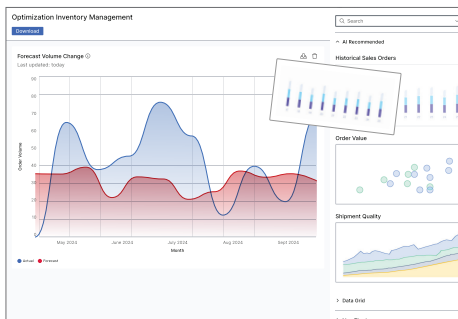 Optimization Inventory Management
Download
Forecast Volume Change
Last updated: today
90
80
70
60
50
40
30
20
10
Order Volume
May 2024
June 2024
July 2024
Aug 2024
Sept 2024
Month
Actual
Forecast
Search
AI Recommended
Historical Sales Orders
Order Value
Shipment Quality
Data Grid